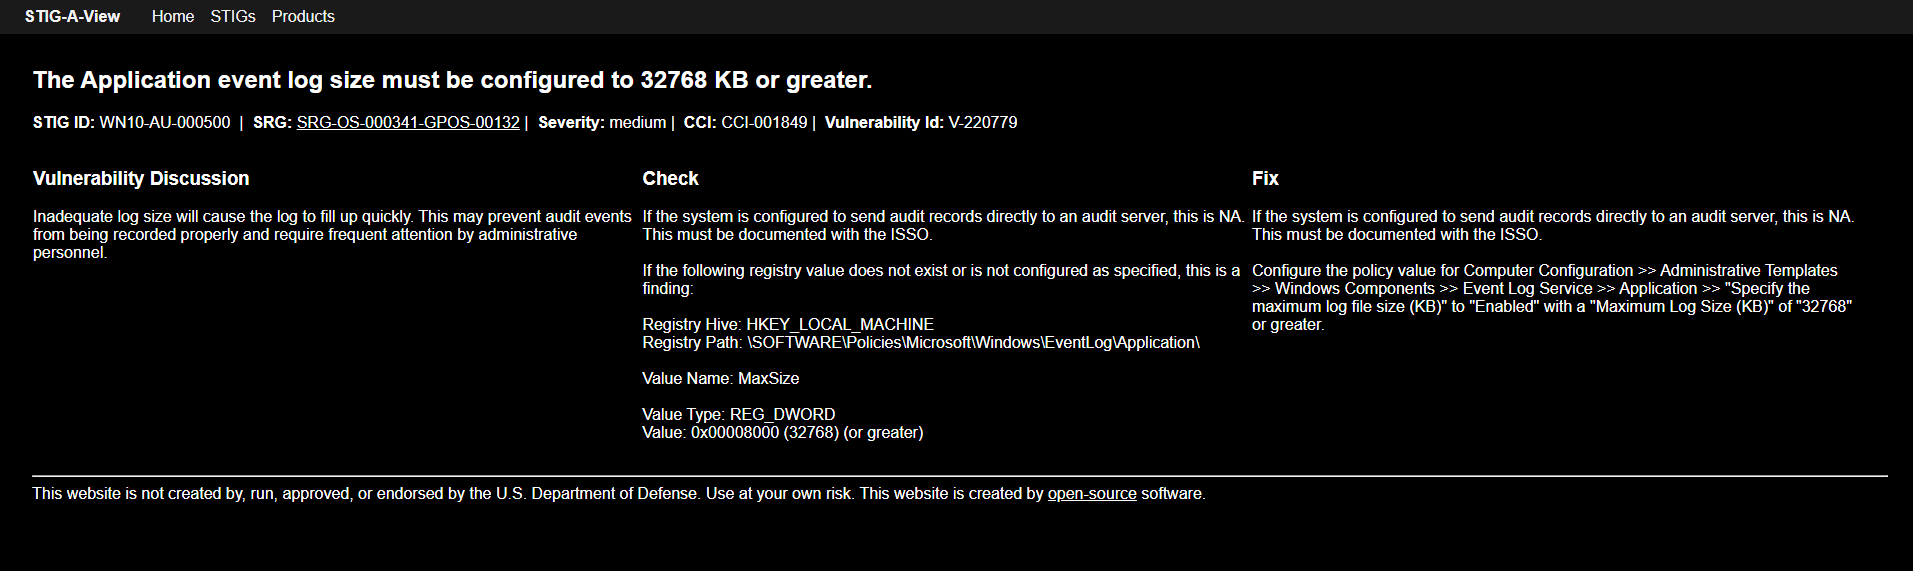 STIG-A-View Home STIGs Products
The Application event log size must be configured to 32768 KB or greater.
STIG ID: WN10-AU-000500 | SRG: SRG-OS-000341-GPOS-00132 | Severity: medium | CCI: CCI-001849 | Vulnerability Id: V-220779
Vulnerability Discussion
Inadequate log size will cause the log to fill up quickly. This may prevent audit events
from being recorded properly and require frequent attention by administrative
personnel.
Check
If the system is configured to send audit records directly to an audit server, this is NA.
This must be documented with the ISSO.
If the following registry value does not exist or is not configured as specified, this is a
finding:
Registry Hive: HKEY_LOCAL_MACHINE
Registry Path: \SOFTWARE\Policies\Microsoft\Windows\EventLog\Application\
Value Name: MaxSize
Value Type: REG_DWORD
Value: 0x00008000 (32768) (or greater)
Fix
If the system is configured to send audit records directly to an audit server, this is NA.
This must be documented with the ISSO.
Configure the policy value for Computer Configuration >> Administrative Templates
>> Windows Components >> Event Log Service >> Application >> "Specify the
maximum log file size (KB)" to "Enabled" with a "Maximum Log Size (KB)" of "32768"
or greater.
This website is not created by, run, approved, or endorsed by the U.S. Department of Defense. Use at your own risk. This website is created by open-source software.